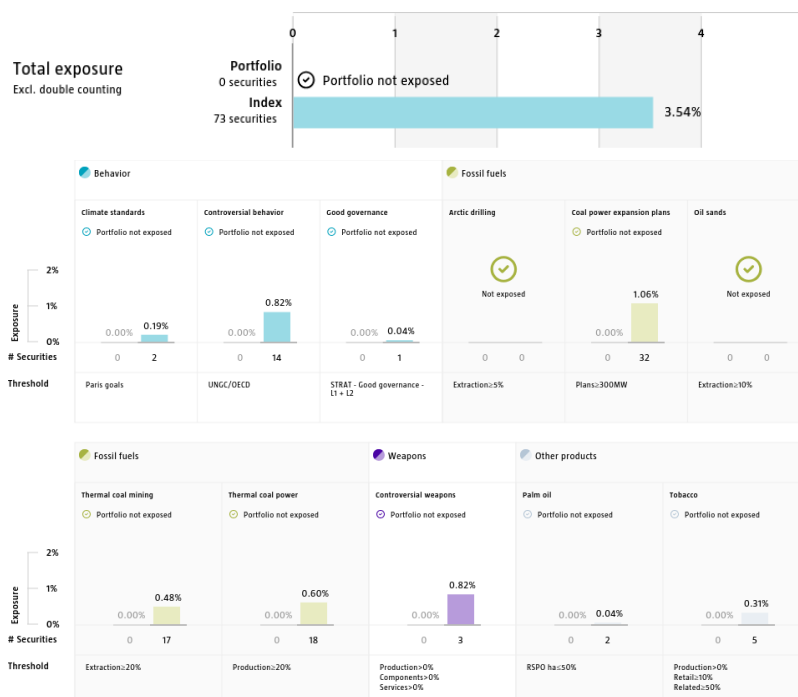 0 1 2 3 4
Total exposure
Excl. double counting
Portfolio
0 securities
Portfolio not exposed
Index
73 securities
3.54%
Behavior
Fossil fuels
Climate standards
Controversial behavior
Good governance
Arctic drilling
Coal power expansion plans
Oil sands
Portfolio not exposed
Portfolio not exposed
Portfolio not exposed
Portfolio not exposed
Not exposed
Not exposed
Exposure
2%
1%
0%
0.00% 0.19%
0.00% 0.82%
0.00% 0.04%
0.00% 1.06%
# Securities
0 2
0 14
0 1
0 0
0 32
0 0
Threshold
Paris goals
UNGC/OECD
STRAT - Good governance -
L1 + L2
Extraction≥5%
Plans≥300MW
Extraction≥10%
Fossil fuels
Weapons
Other products
Thermal coal mining
Thermal coal power
Controversial weapons
Palm oil
Tobacco
Portfolio not exposed
Portfolio not exposed
Portfolio not exposed
Portfolio not exposed
Portfolio not exposed
Exposure
2%
1%
0%
0.00% 0.48%
0.00% 0.60%
0.00% 0.82%
0.00% 0.04%
0.00% 0.31%
# Securities
0 17
0 18
0 3
0 2
0 5
Threshold
Extraction≥20%
Production≥20%
Production>0%
Components>0%
Services>0%
RSPO ha≤50%
Production>0%
Retail≥10%
Related≥50%